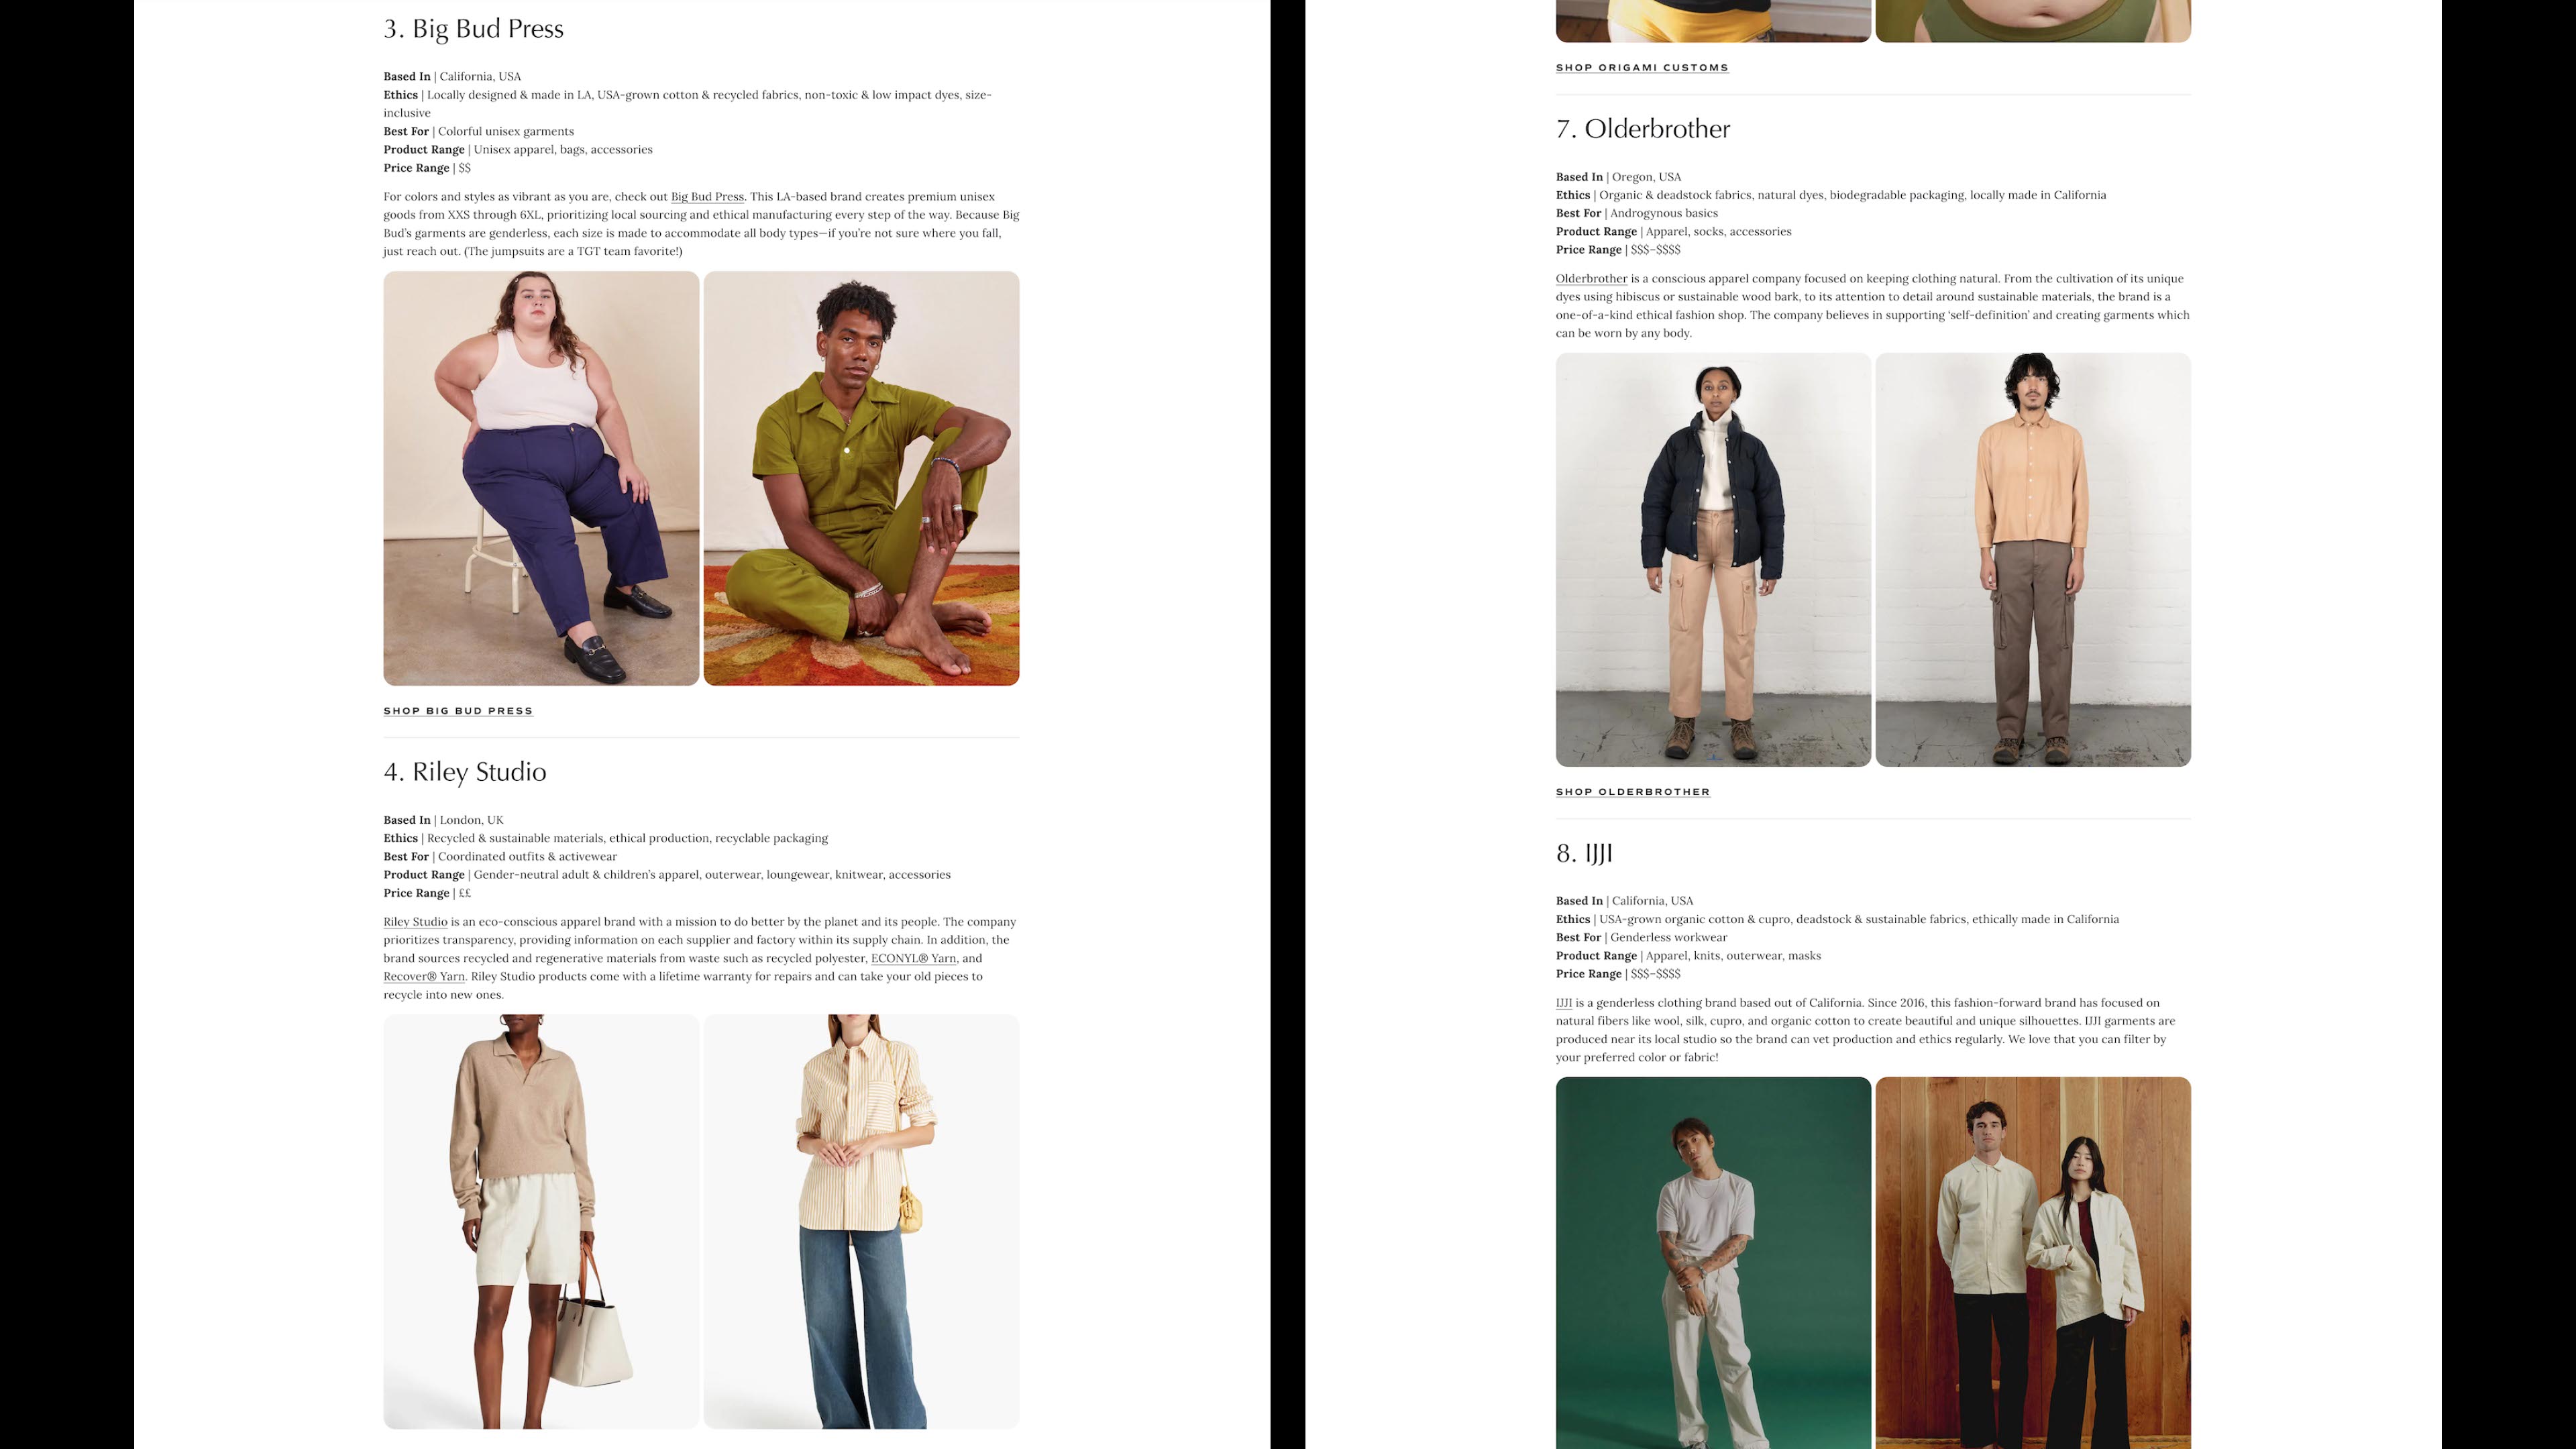 3. Big Bud Press
Based In | California, USA
Ethics | Locally designed & made in LA, USA-grown cotton & recycled fabrics, non-toxic & low impact dyes, size-
inclusive
Best For | Colorful unisex garments
Product Range | Unisex apparel, bags, accessories
Price Range | $$
For colors and styles as vibrant as you are, check out Big Bud Press. This LA-based brand creates premium unisex
goods from XXS through 6XL, prioritizing local sourcing and ethical manufacturing every step of the way. Because Big
Bud’s garments are genderless, each size is made to accommodate all body types—if you’re not sure where you fall,
just reach out. (The jumpsuits are a TGT team favorite!)
SHOP BIG BUD PRESS
4. Riley Studio
Based In | London, UK
Ethics | Recycled & sustainable materials, ethical production, recyclable packaging
Best For | Coordinated outfits & activewear
Product Range | Gender-neutral adult & children’s apparel, outerwear, loungewear, knitwear, accessories
Price Range | ££
Riley Studio is an eco-conscious apparel brand with a mission to do better by the planet and its people. The company
prioritizes transparency, providing information on each supplier and factory within its supply chain. In addition, the
brand sources recycled and regenerative materials from waste such as recycled polyester, ECONYL® Yarn, and
Recover® Yarn. Riley Studio products come with a lifetime warranty for repairs and can take your old pieces to
recycle into new ones.
SHOP ORIGAMI CUSTOMS
7. Olderbrother
Based In | Oregon, USA
Ethics | Organic & deadstock fabrics, natural dyes, biodegradable packaging, locally made in California
Best For | Androgynous basics
Product Range | Apparel, socks, accessories
Price Range | $$$–$$$$
Olderbrother is a conscious apparel company focused on keeping clothing natural. From the cultivation of its unique
dyes using hibiscus or sustainable wood bark, to its attention to detail around sustainable materials, the brand is a
one-of-a-kind ethical fashion shop. The company believes in supporting ‘self-definition’ and creating garments which
can be worn by any body.
SHOP OLDERBROTHER
8. IJJI
Based In | California, USA
Ethics | USA-grown organic cotton & cupro, deadstock & sustainable fabrics, ethically made in California
Best For | Genderless workwear
Product Range | Apparel, knits, outerwear, masks
Price Range | $$$–$$$$
IJJI is a genderless clothing brand based out of California. Since 2016, this fashion-forward brand has focused on
natural fibers like wool, silk, cupro, and organic cotton to create beautiful and unique silhouettes. IJJI garments are
produced near its local studio so the brand can vet production and ethics regularly. We love that you can filter by
your preferred color or fabric!